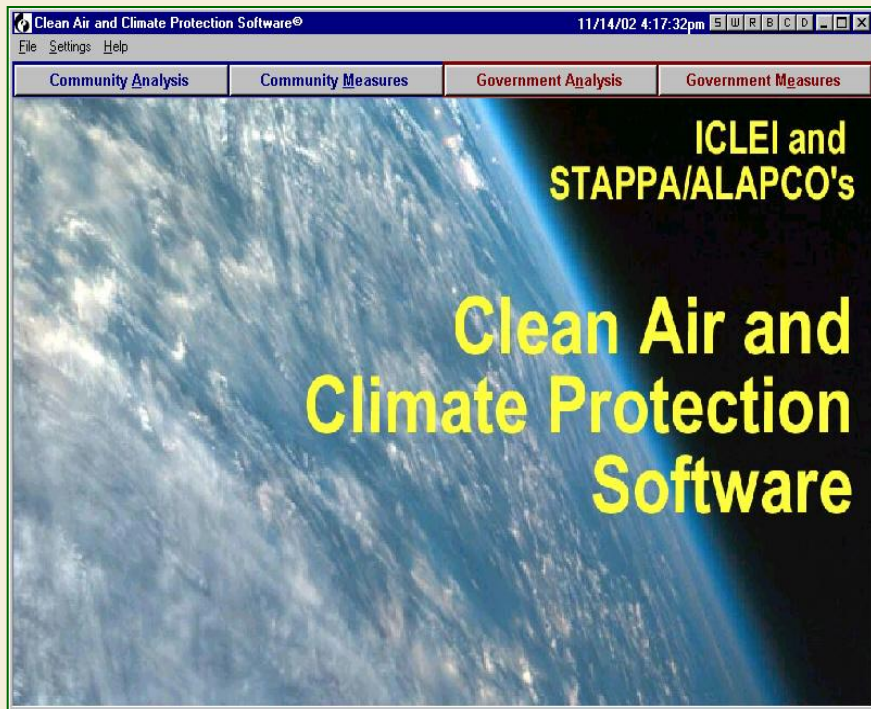 Clean Air and Climate Protection Software© 11/14/02 4:17:32pm S W R B C D
File Settings Help
Community Analysis Community Measures Government Analysis Government Measures
ICLEI and
STAPPA/ALAPCO's
Clean Air and
Climate Protection
Software